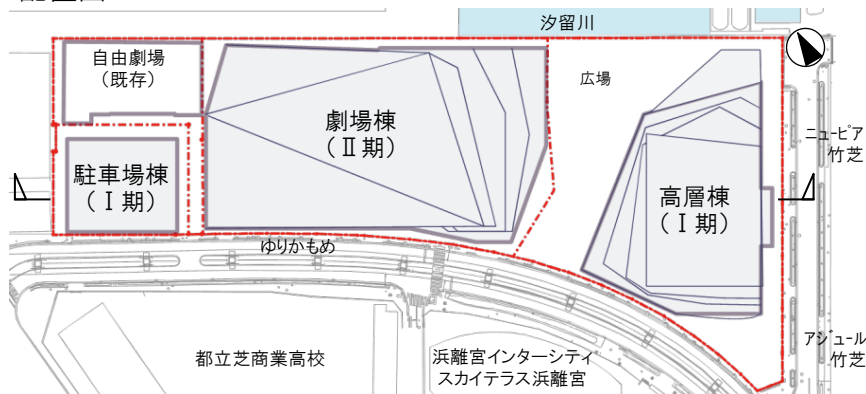 汐留川
自由劇場
（既存）
広場
劇場棟
（Ⅱ期）
ニューピア
竹芝
駐車場棟
（Ⅰ期）
高層棟
（Ⅰ期）
ゆりかもめ
アジュール
竹芝
都立芝商業高校
浜離宮インターシティ
スカイテラス浜離宮